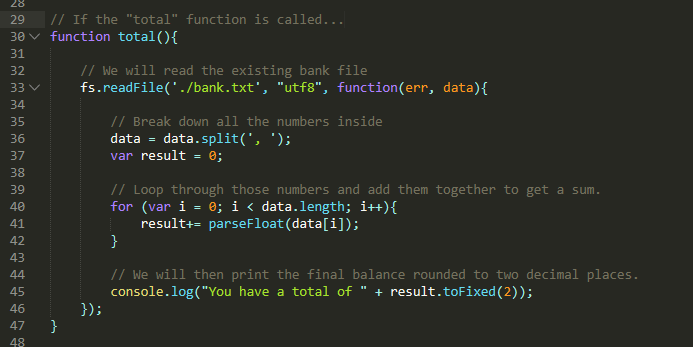 28
29 // If the "total" function is called...
30 function total(){
31
32 // We will read the existing bank file
33 fs.readFile('./bank.txt', "utf8", function(err, data){
34
35 // Break down all the numbers inside
36 data = data.split(', ');
37 var result = 0;
38
39 // Loop through those numbers and add them together to get a sum.
40 for (var i = 0; i < data.length; i++){
41 result+= parseFloat(data[i]);
42 }
43
44 // We will then print the final balance rounded to two decimal places.
45 console.log("You have a total of " + result.toFixed(2));
46 });
47 }
48